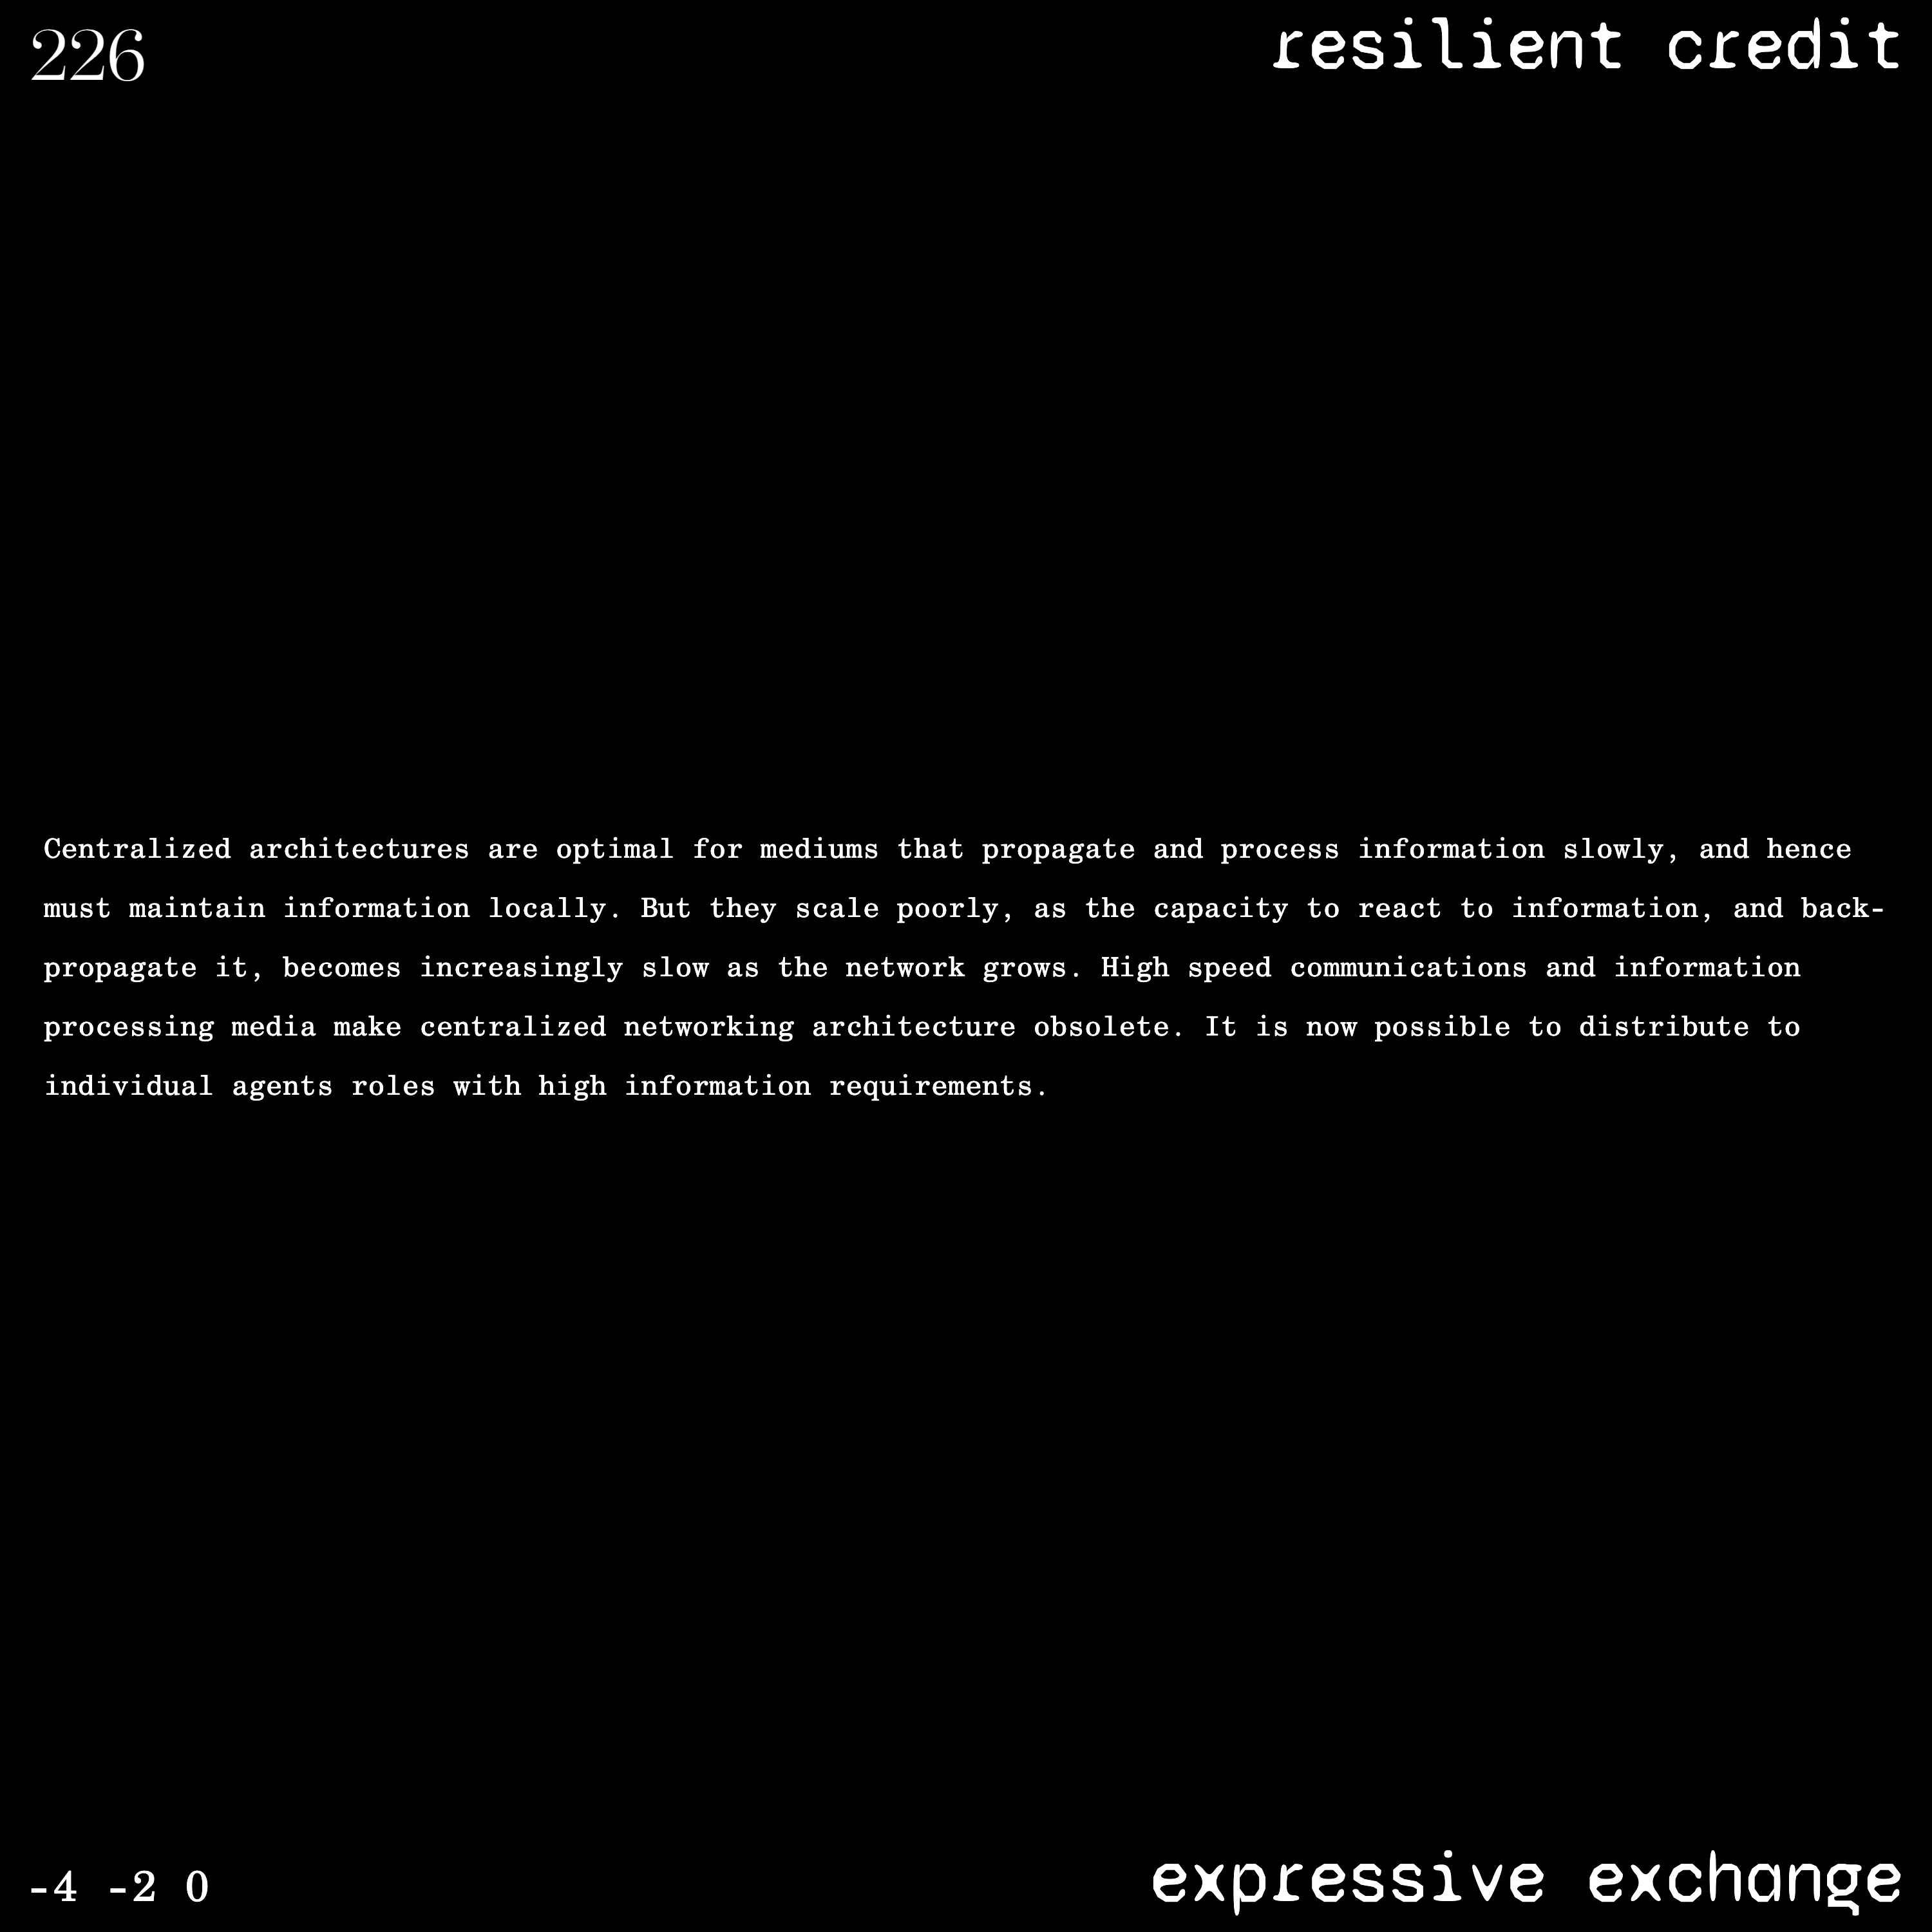 226
resilient credit
Centralized architectures are optimal for mediums that propagate and process information slowly, and hence
must maintain information locally. But they scale poorly, as the capacity to react to information, and back-
propagate it, becomes increasingly slow as the network grows. High speed communications and information
processing media make centralized networking architecture obsolete. It is now possible to distribute to
individual agents roles with high information requirements.
-4 -2 0
expressive exchange